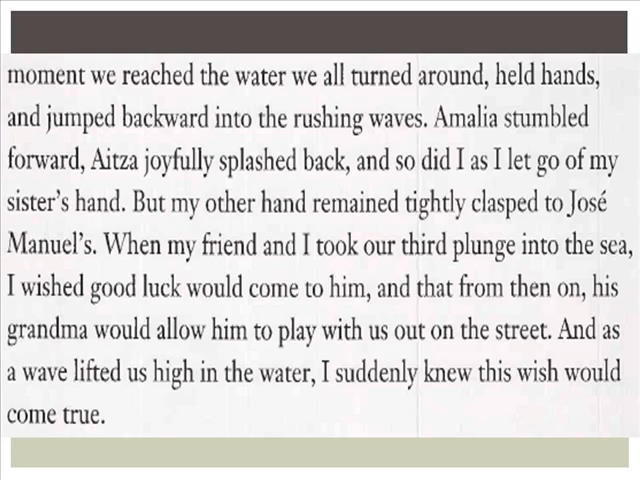 moment we reached the water we all turned around, held hands,
and jumped backward into the rushing waves. Amalia stumbled
forward, Aitza joyfully splashed back, and so did I as I let go of my
sister's hand. But my other hand remained tightly clasped to José
Manuel's. When my friend and I took our third plunge into the sea,
I wished good luck would come to him, and that from then on, his
grandma would allow him to play with us out on the street. And as
a wave lifted us high in the water, I suddenly knew this wish would
come true.